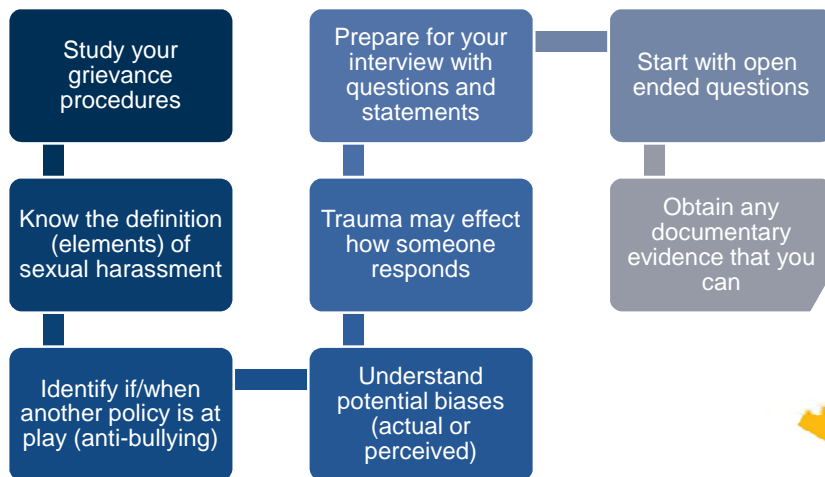 Study your
grievance
procedures
Know the definition
(elements) of
sexual harassment
Identify if/when
another policy is at
play (anti-bullying)
Understand
potential biases
(actual or
perceived)
Trauma may effect
how someone
responds
Prepare for your
interview with
questions and
statements
Start with open
ended questions
Obtain any
documentary
evidence that you
can